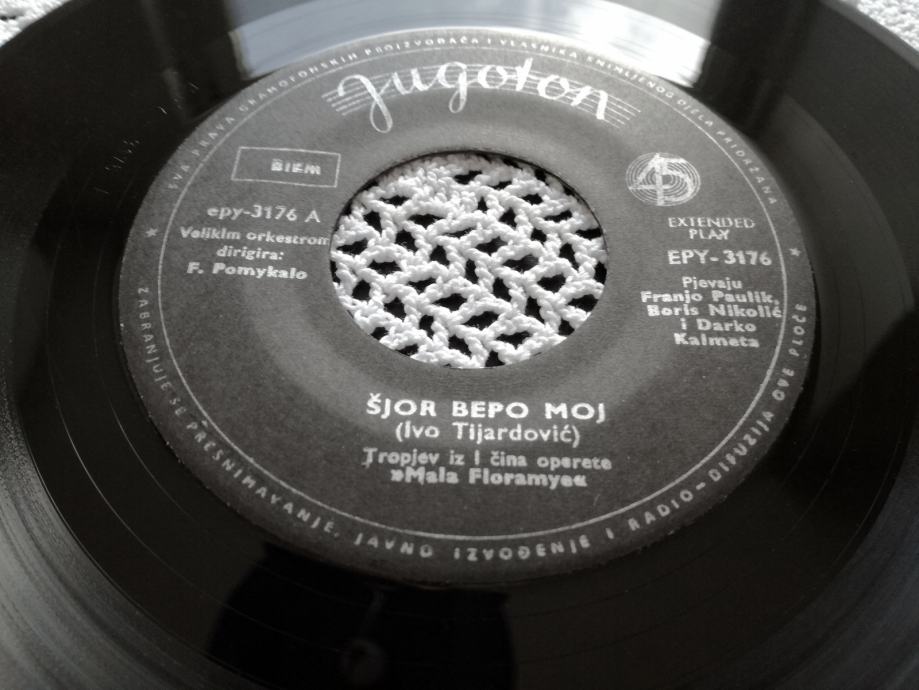 SVA PRAVA GRAMOFONSKIH PROIZVOĐAČA I VLASNIKA SNIMLJENOG DJELA PRIDRŽANA
Jugoton
BIEM
45
epy-3176 A
Velikim orkestrom
dirigira:
F. Pomykalo
EXTENDED
PLAY
EPY-3176
Pjevaju
Franjo Paulik,
Boris Nikolić
i Darko
Kalmeta
ŠJOR BEPO MOJ
(Ivo Tijardović)
Tropjev iz I čina operete
»Mala Floramye«
ZABRANJUJE SE PRESNIMAVANJE, JAVNO IZVOĐENJE I RADIO-DIFUZIJA OVE PLOČE